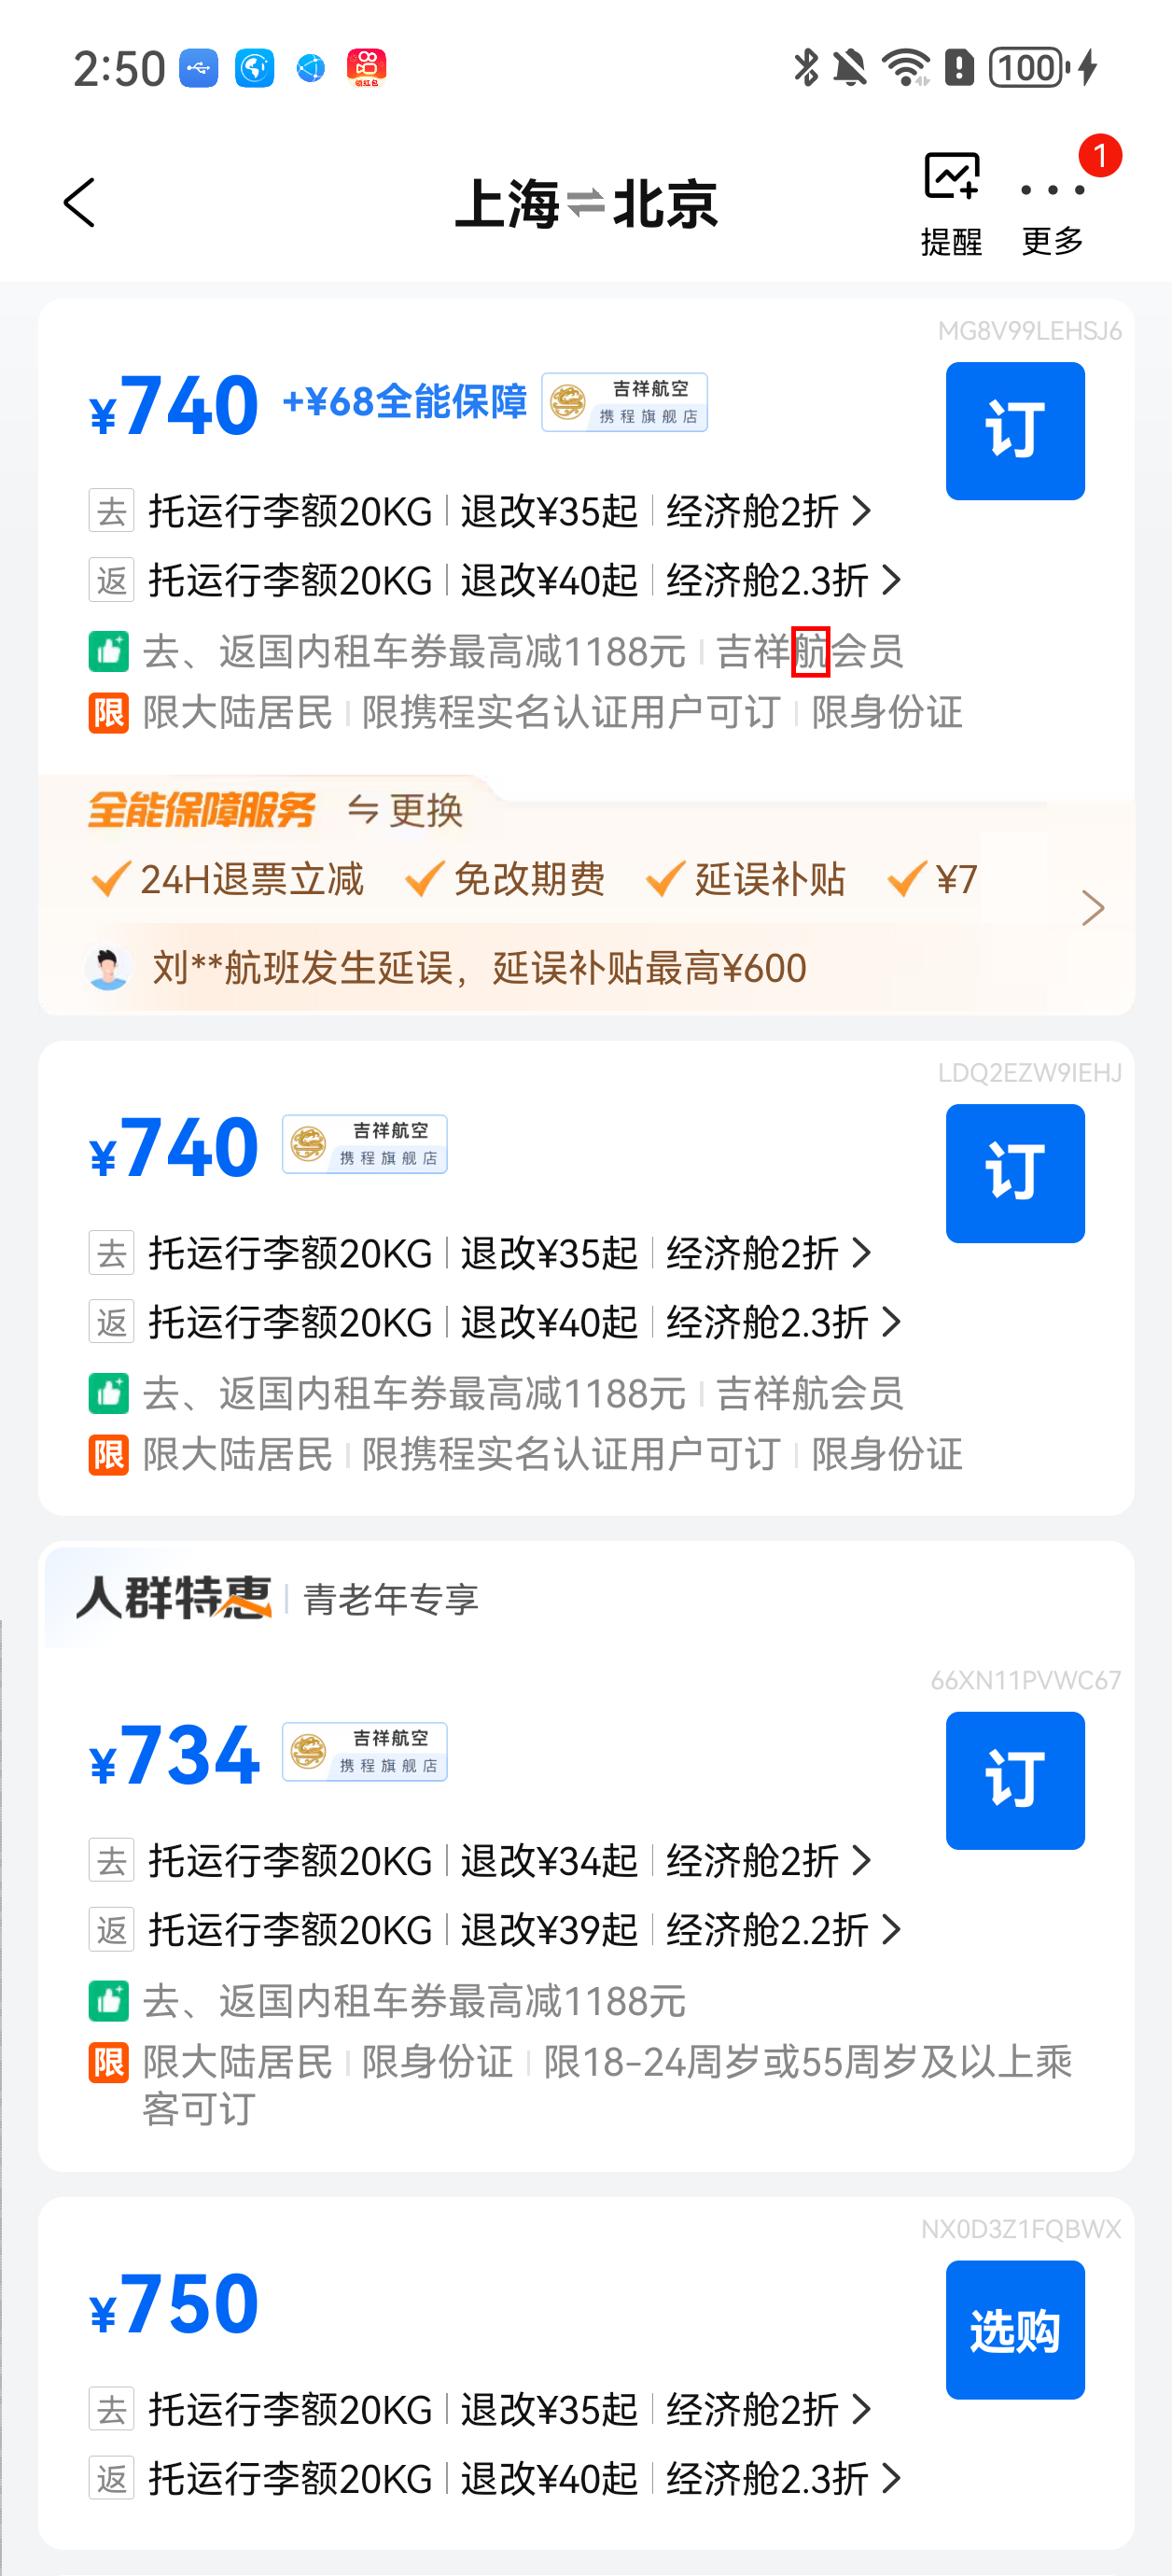 2:50
领红包
100
上海⇌北京
提醒
更多
1
MG8V99LEHSJ6
¥740 +¥68全能保障 吉祥航空 携程旗舰店
订
去 托运行李额20KG | 退改¥35起 | 经济舱2折 >
返 托运行李额20KG | 退改¥40起 | 经济舱2.3折 >
去、返国内租车券最高减1188元 | 吉祥航会员
限 限大陆居民 | 限携程实名认证用户可订 | 限身份证
全能保障服务 ⇋更换
24H退票立减 免改期费 延误补贴 ¥7
刘**航班发生延误，延误补贴最高¥600
LDQ2EZW9IEHJ
¥740 吉祥航空 携程旗舰店
订
去 托运行李额20KG | 退改¥35起 | 经济舱2折 >
返 托运行李额20KG | 退改¥40起 | 经济舱2.3折 >
去、返国内租车券最高减1188元 | 吉祥航会员
限 限大陆居民 | 限携程实名认证用户可订 | 限身份证
人群特惠 | 青老年专享
66XN11PVWC67
¥734 吉祥航空 携程旗舰店
订
去 托运行李额20KG | 退改¥34起 | 经济舱2折 >
返 托运行李额20KG | 退改¥39起 | 经济舱2.2折 >
去、返国内租车券最高减1188元
限 限大陆居民 | 限身份证 | 限18-24周岁或55周岁及以上乘
客可订
NX0D3Z1FQBWX
¥750
选购
去 托运行李额20KG | 退改¥35起 | 经济舱2折 >
返 托运行李额20KG | 退改¥40起 | 经济舱2.3折 >